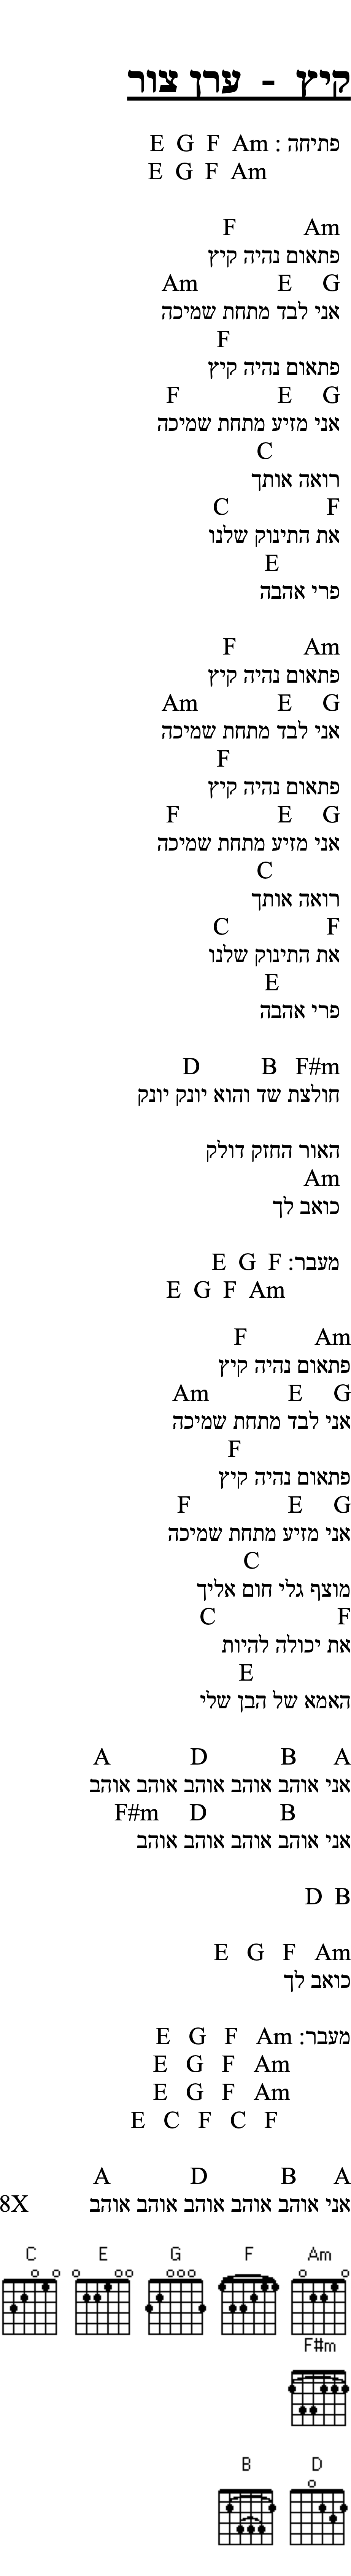 קיץ - ערן צור
פתיחה : E G F Am
E G F Am
F Am
פתאום נהיה קיץ
Am E G
אני לבד מתחת שמיכה
F
פתאום נהיה קיץ
F E G
אני מזיע מתחת שמיכה
C
רואה אותך
C F
את התינוק שלנו
E
פרי אהבה
F Am
פתאום נהיה קיץ
Am E G
אני לבד מתחת שמיכה
F
פתאום נהיה קיץ
F E G
אני מזיע מתחת שמיכה
C
רואה אותך
C F
את התינוק שלנו
E
פרי אהבה
D B F#m
חולצת שד והוא יונק יונק
האור החזק דולק
Am
כואב לך
מעבר: E G F
E G F Am
F Am
פתאום נהיה קיץ
Am E G
אני לבד מתחת שמיכה
F
פתאום נהיה קיץ
F E G
אני מזיע מתחת שמיכה
C
מוצף גלי חום אליך
C F
את יכולה להיות
E
האמא של הבן שלי
A D B A
אני אוהב אוהב אוהב אוהב אוהב
F#m D B
אני אוהב אוהב אוהב אוהב
D B
E G F Am
כואב לך
מעבר: E G F Am
E G F Am
E G F Am
E C F C F
A D B A
אני אוהב אוהב אוהב אוהב אוהב 8X
C E G F Am
F#m
B D